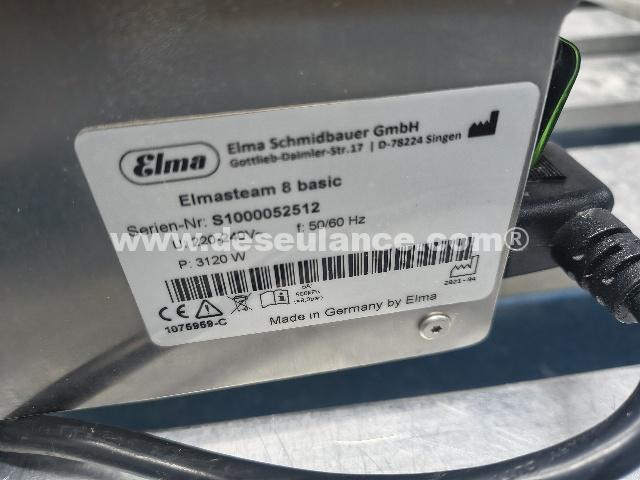 Elma
Elma Schmidbauer GmbH
Gottlieb-Daimler-Str.17 | D-78224 Singen
Elmasteam 8 basic
Serien-Nr: S1000052512
f: 50/60 Hz
www.deseulance.com®
P: 3120 W
CE
1075959-C
Made in Germany by Elma